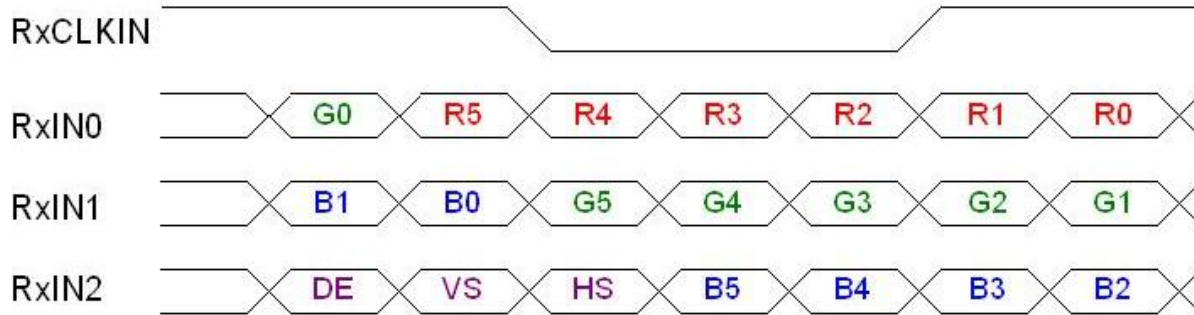 RxCLKIN
RxIN0 G0 R5 R4 R3 R2 R1 R0
RxIN1 B1 B0 G5 G4 G3 G2 G1
RxIN2 DE VS HS B5 B4 B3 B2